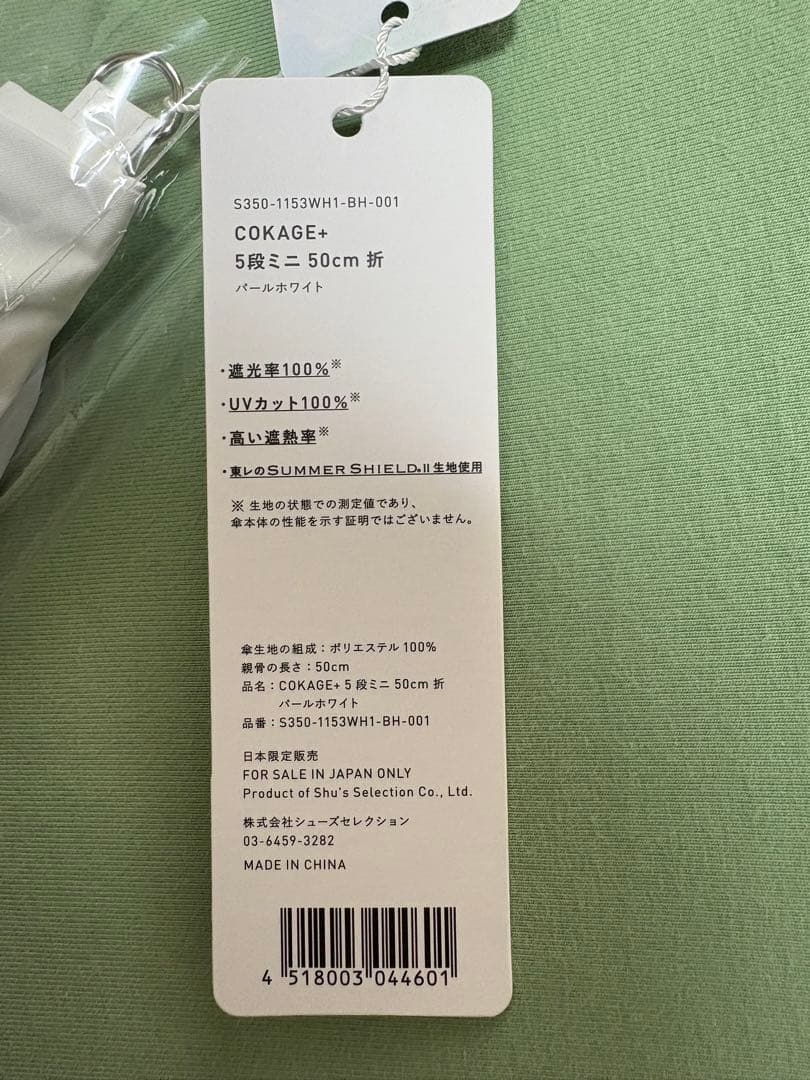 S350-1153WH1-BH-001
COKAGE+
5段ミニ 50cm 折
パールホワイト
・遮光率100%※
・UVカット100%※
・高い遮熱率※
・東レのSUMMER SHIELD®II生地使用
※ 生地の状態での測定値であり、
傘本体の性能を示す証明ではございません。
傘生地の組成：ポリエステル 100%
親骨の長さ：50cm
品名：COKAGE+ 5 段ミニ 50cm 折
パールホワイト
品番：S350-1153WH1-BH-001
日本限定販売
FOR SALE IN JAPAN ONLY
Product of Shu's Selection Co., Ltd.
株式会社シューズセレクション
03-6459-3282
MADE IN CHINA
4 518003 044601